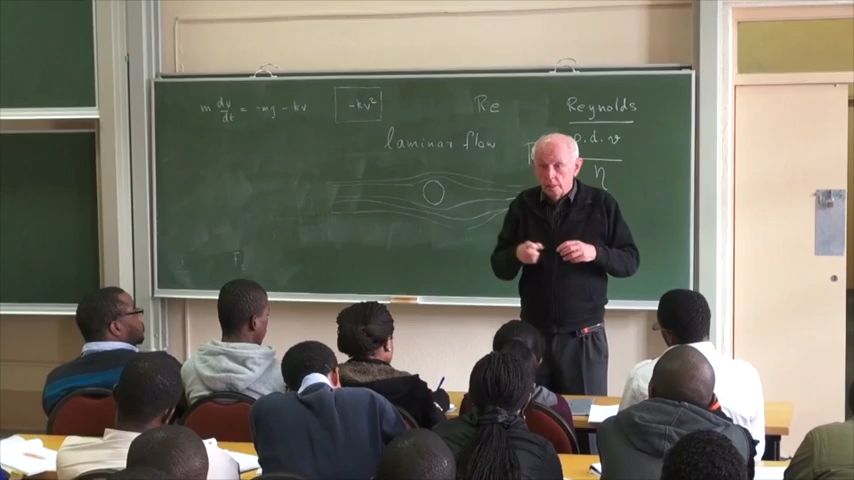 m dv/dt = -mg - kv -kv² Re Reynolds
laminar flow ρ.d.v
η
F